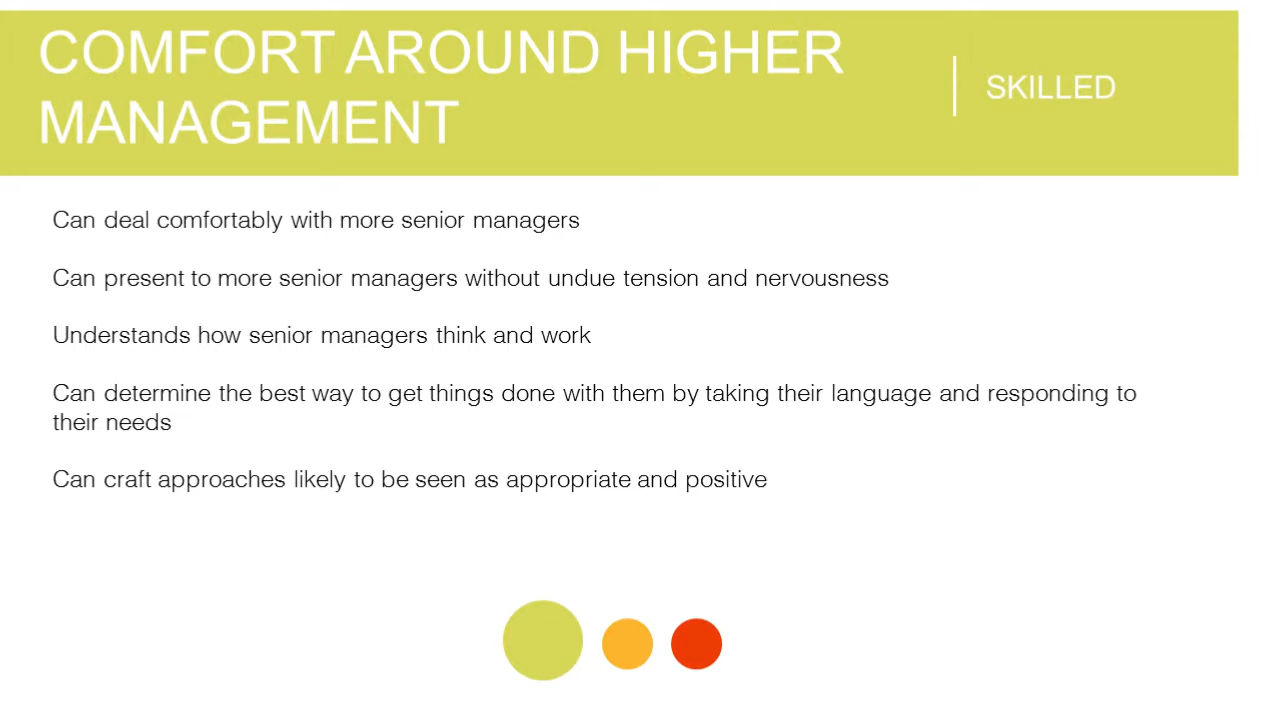 COMFORT AROUND HIGHER
MANAGEMENT
SKILLED
Can deal comfortably with more senior managers
Can present to more senior managers without undue tension and nervousness
Understands how senior managers think and work
Can determine the best way to get things done with them by taking their language and responding to
their needs
Can craft approaches likely to be seen as appropriate and positive